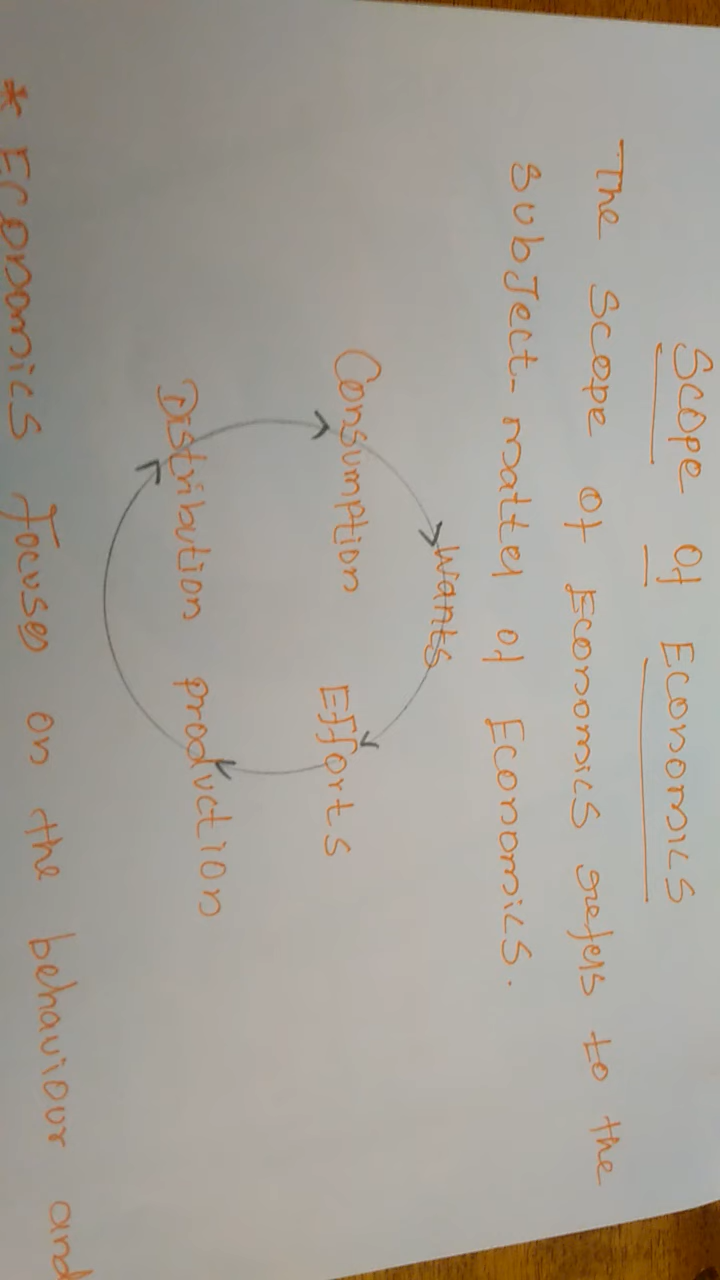 Scope of Economics
The Scope of Economics refers to the
subject-matter of Economics.
Wants
Consumption Efforts
Distribution production
* Economics focuses on the behaviour and